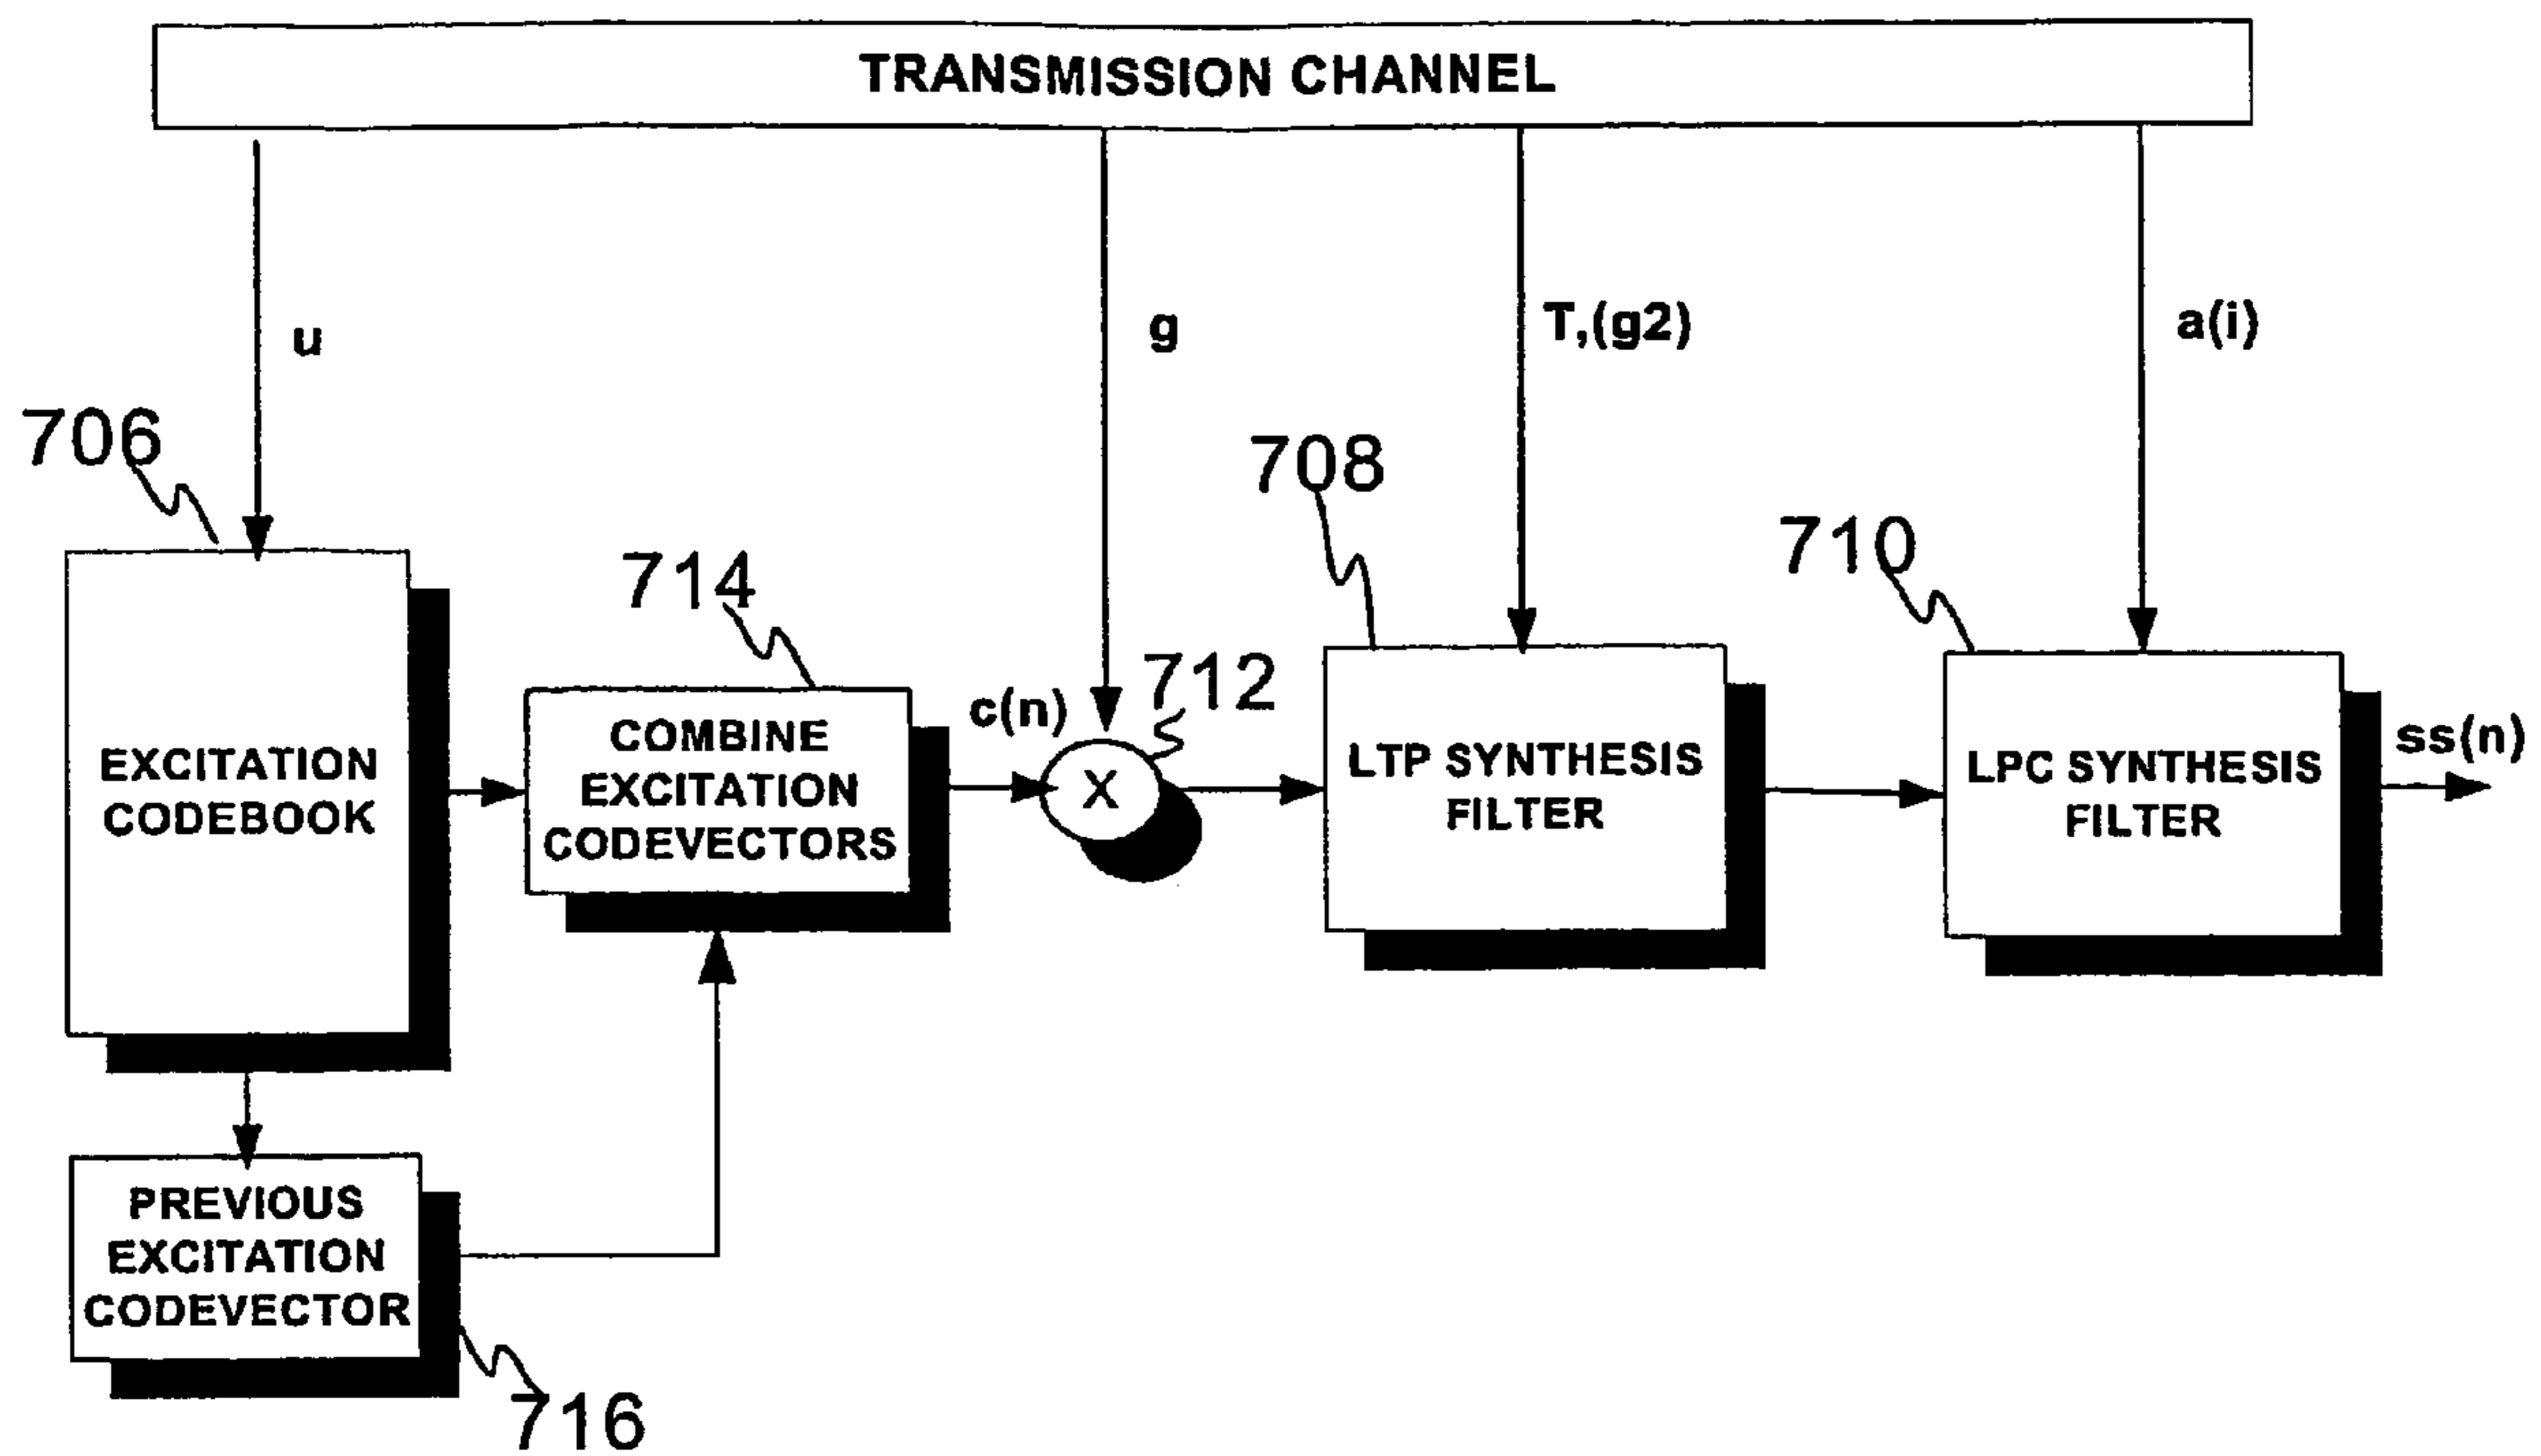 TRANSMISSION CHANNEL
u
g
T,(g2)
a(i)
706
708
710
714
712
c(n)
EXCITATION
CODEBOOK
COMBINE
EXCITATION
CODEVECTORS
X
LTP SYNTHESIS
FILTER
LPC SYNTHESIS
FILTER
ss(n)
PREVIOUS
EXCITATION
CODEVECTOR
716